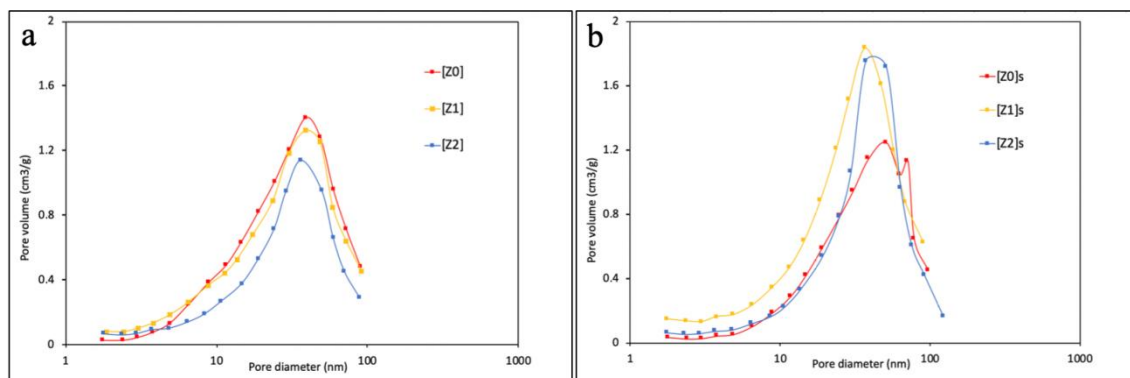 a
2
1.6
1.2
0.8
0.4
0
Pore volume (cm3/g)
1
10
100
1000
Pore diameter (nm)
[Z0]
[Z1]
[Z2]
b
2
1.6
1.2
0.8
0.4
0
Pore volume (cm3/g)
1
10
100
1000
Pore diameter (nm)
[Z0]s
[Z1]s
[Z2]s